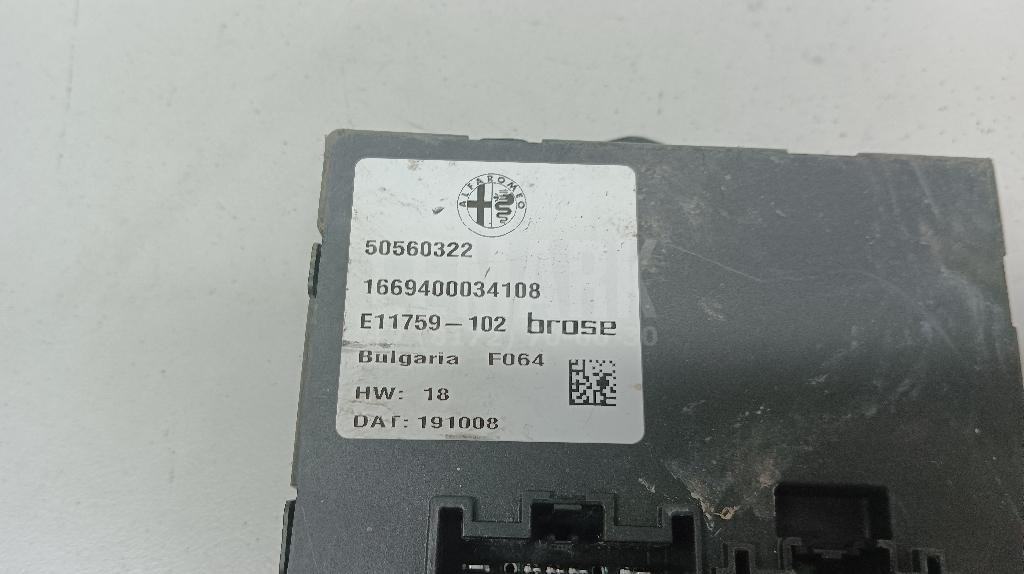 ALFA ROMEO
50560322
1669400034108
E11759-102 brose
Bulgaria F064
HW: 18
DAT: 191008